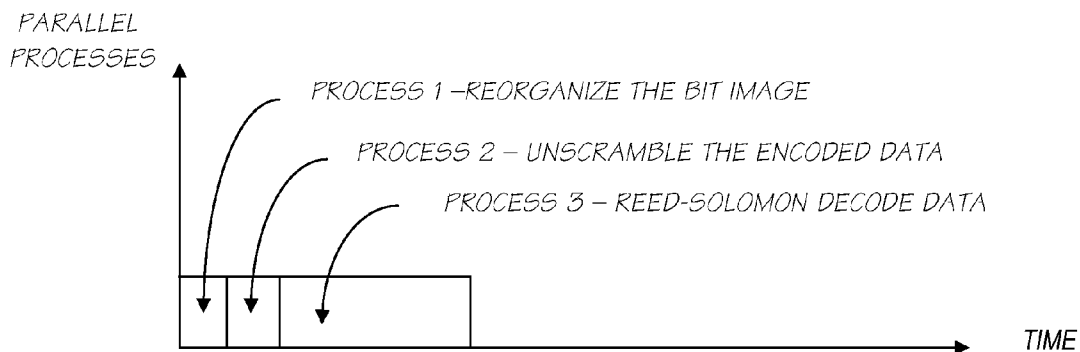 PARALLEL
PROCESSES
PROCESS 1 –REORGANIZE THE BIT IMAGE
PROCESS 2 – UNSCRAMBLE THE ENCODED DATA
PROCESS 3 – REED-SOLOMON DECODE DATA
TIME